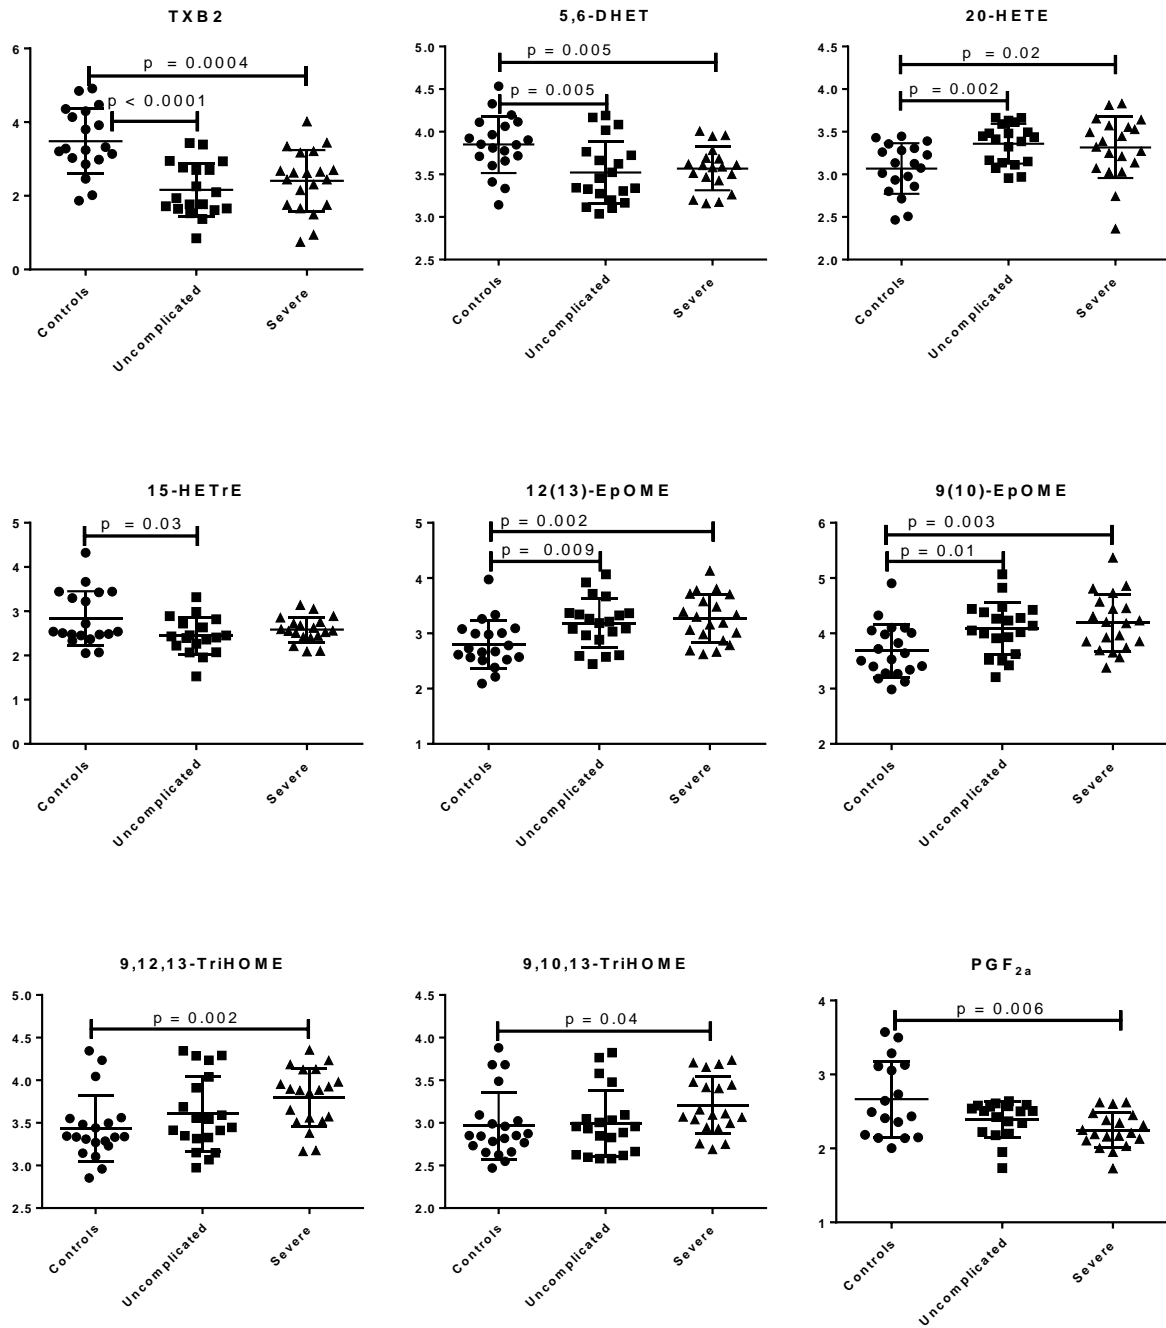 TXB2
6
4
2
0
p = 0.0004
p < 0.0001
Controls
Uncomplicated
Severe
5,6-DHET
5.0
4.5
4.0
3.5
3.0
2.5
p = 0.005
p = 0.005
Controls
Uncomplicated
Severe
20-HETE
4.5
4.0
3.5
3.0
2.5
2.0
p = 0.02
p = 0.002
Controls
Uncomplicated
Severe
15-HETrE
5
4
3
2
1
0
p = 0.03
Controls
Uncomplicated
Severe
12(13)-EpOME
5
4
3
2
1
p = 0.002
p = 0.009
Controls
Uncomplicated
Severe
9(10)-EpOME
6
5
4
3
2
p = 0.003
p = 0.01
Controls
Uncomplicated
Severe
9,12,13-TriHOME
5.0
4.5
4.0
3.5
3.0
2.5
p = 0.002
Controls
Uncomplicated
Severe
9,10,13-TriHOME
4.5
4.0
3.5
3.0
2.5
2.0
p = 0.04
Controls
Uncomplicated
Severe
PGF2a
4
3
2
1
p = 0.006
Controls
Uncomplicated
Severe